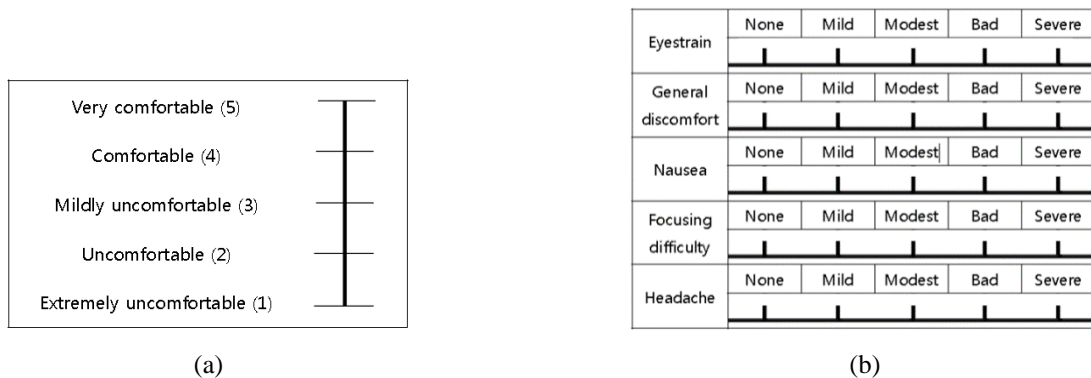 Very comfortable (5)
Comfortable (4)
Mildly uncomfortable (3)
Uncomfortable (2)
Extremely uncomfortable (1)
(a)
Eyestrain
None Mild Modest Bad Severe
General
discomfort
None Mild Modest Bad Severe
Nausea
None Mild Modest Bad Severe
Focusing
difficulty
None Mild Modest Bad Severe
Headache
None Mild Modest Bad Severe
(b)